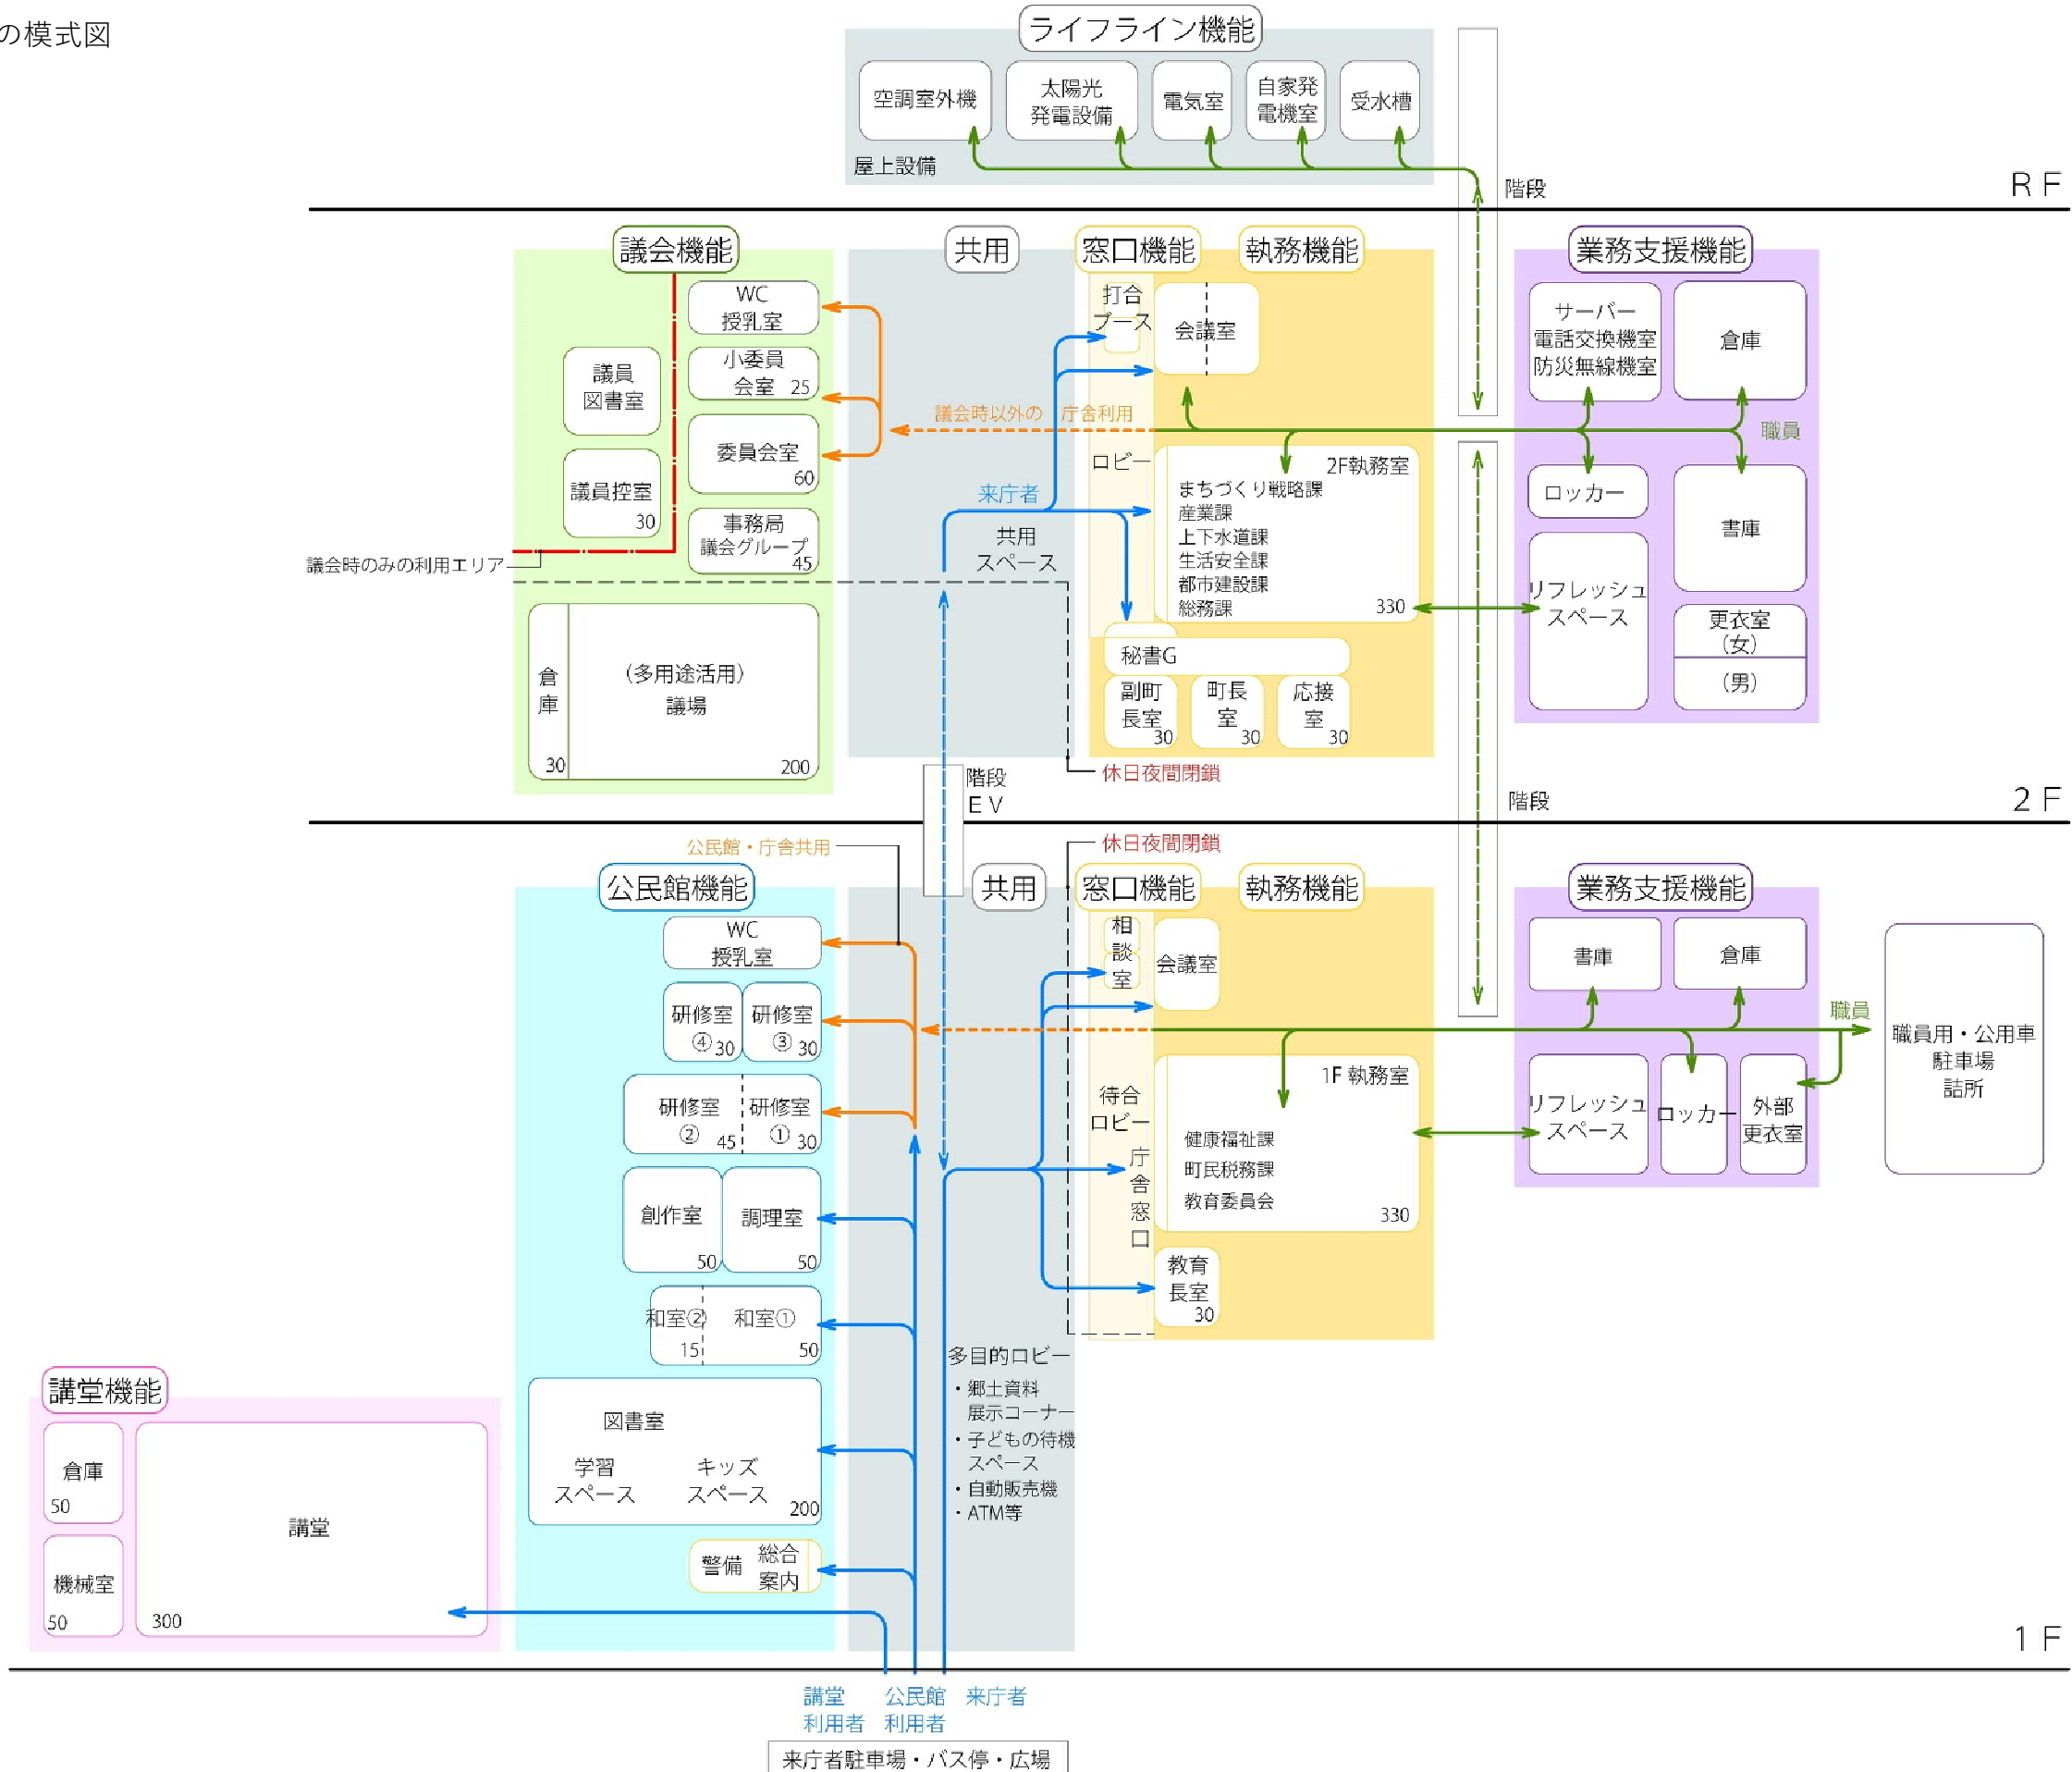 の模式図
ライフライン機能
空調室外機
太陽光
発電設備
電気室
自家発
電機室
受水槽
屋上設備
階段
RF
議会機能
共用
窓口機能
執務機能
業務支援機能
WC
授乳室
小委員
会室 25
委員会室
60
事務局
議会グループ
45
議員
図書室
議員控室
30
議会時のみの利用エリア
倉
庫
30
(多用途活用)
議場
200
議会時以外の 庁舎利用
来庁者
共用
スペース
打合
ブース
会議室
ロビー
2F執務室
まちづくり戦略課
産業課
上下水道課
生活安全課
都市建設課
総務課
330
秘書G
副町
長室
30
町長
室
30
応接
室
30
休日夜間閉鎖
サーバー
電話交換機室
防災無線機室
倉庫
職員
ロッカー
書庫
リフレッシュ
スペース
更衣室
(女)
(男)
階段
EV
階段
2F
公民館・庁舎共用
休日夜間閉鎖
公民館機能
共用
窓口機能
執務機能
業務支援機能
WC
授乳室
研修室
④ 30
研修室
③ 30
研修室
② 45
研修室
① 30
創作室
50
調理室
50
和室②
15
和室①
50
図書室
学習
スペース
キッズ
スペース
200
警備
総合
案内
相
談
室
会議室
待合
ロビー
庁
舎
窓
口
1F 執務室
健康福祉課
町民税務課
教育委員会
330
教育
長室
30
書庫
倉庫
職員
リフレッシュ
スペース
ロッカー
外部
更衣室
職員用・公用車
駐車場
詰所
多目的ロビー
・郷土資料
展示コーナー
・子どもの待機
スペース
・自動販売機
・ATM等
講堂機能
倉庫
50
機械室
50
講堂
300
1F
講堂
利用者
公民館
利用者
来庁者
来庁者駐車場・バス停・広場